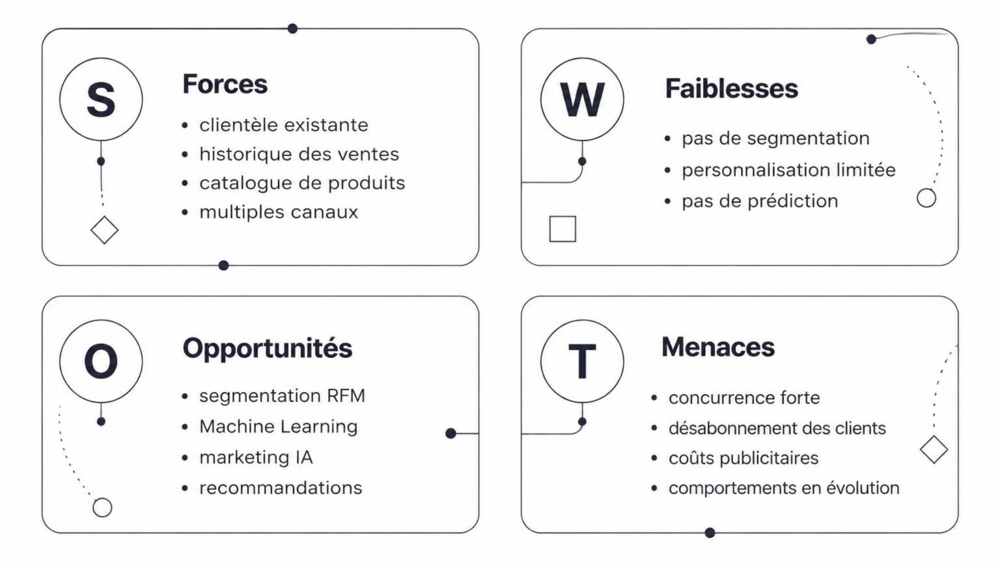 S
Forces
• clientèle existante
• historique des ventes
• catalogue de produits
• multiples canaux
W
Faiblesses
• pas de segmentation
• personnalisation limitée
• pas de prédiction
O
Opportunités
• segmentation RFM
• Machine Learning
• marketing IA
• recommandations
T
Menaces
• concurrence forte
• désabonnement des clients
• coûts publicitaires
• comportements en évolution